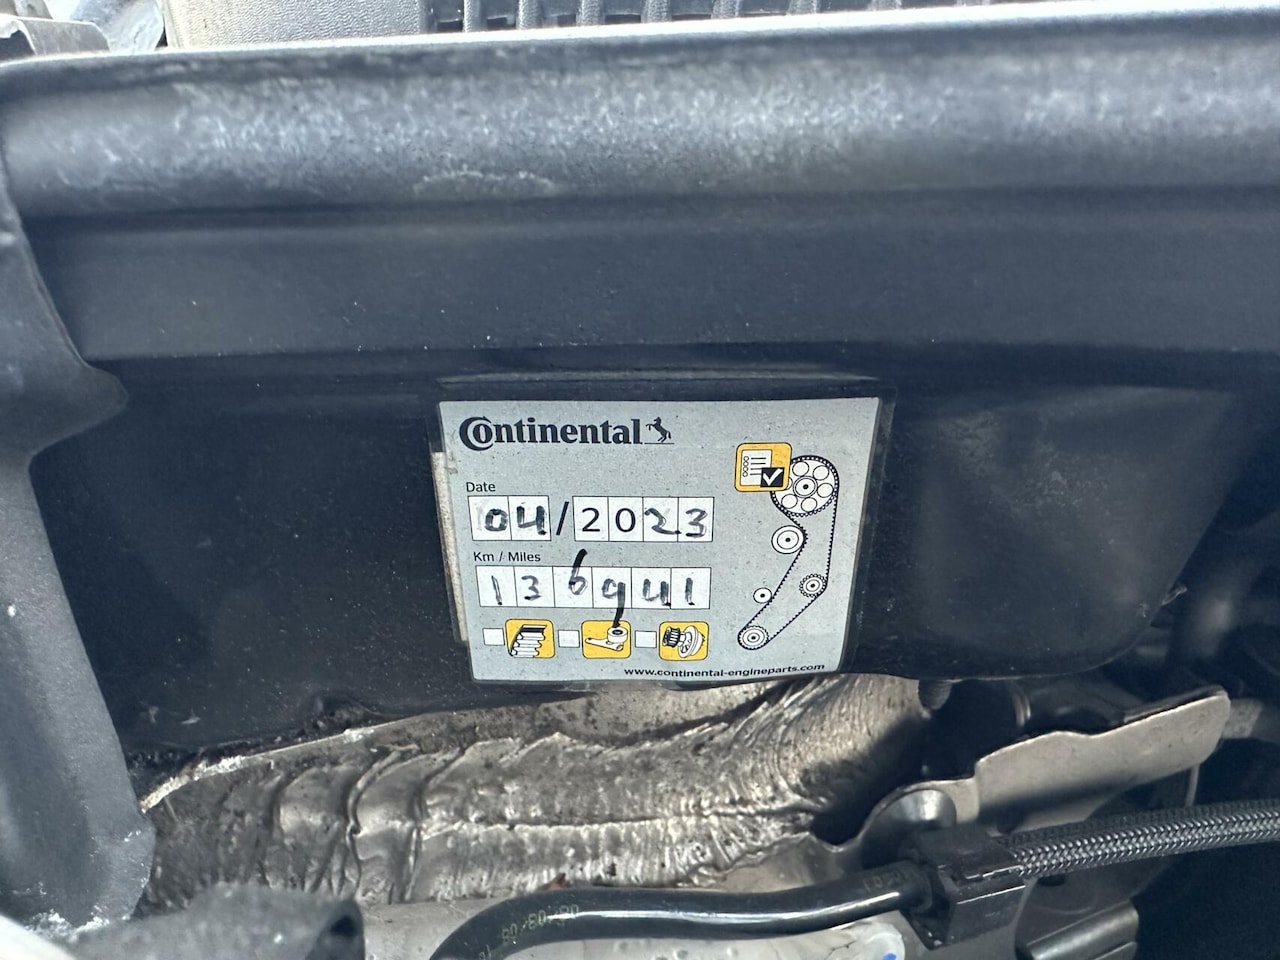 Continental
Date
04/2023
Km / Miles
136941
www.continental-engineparts.com